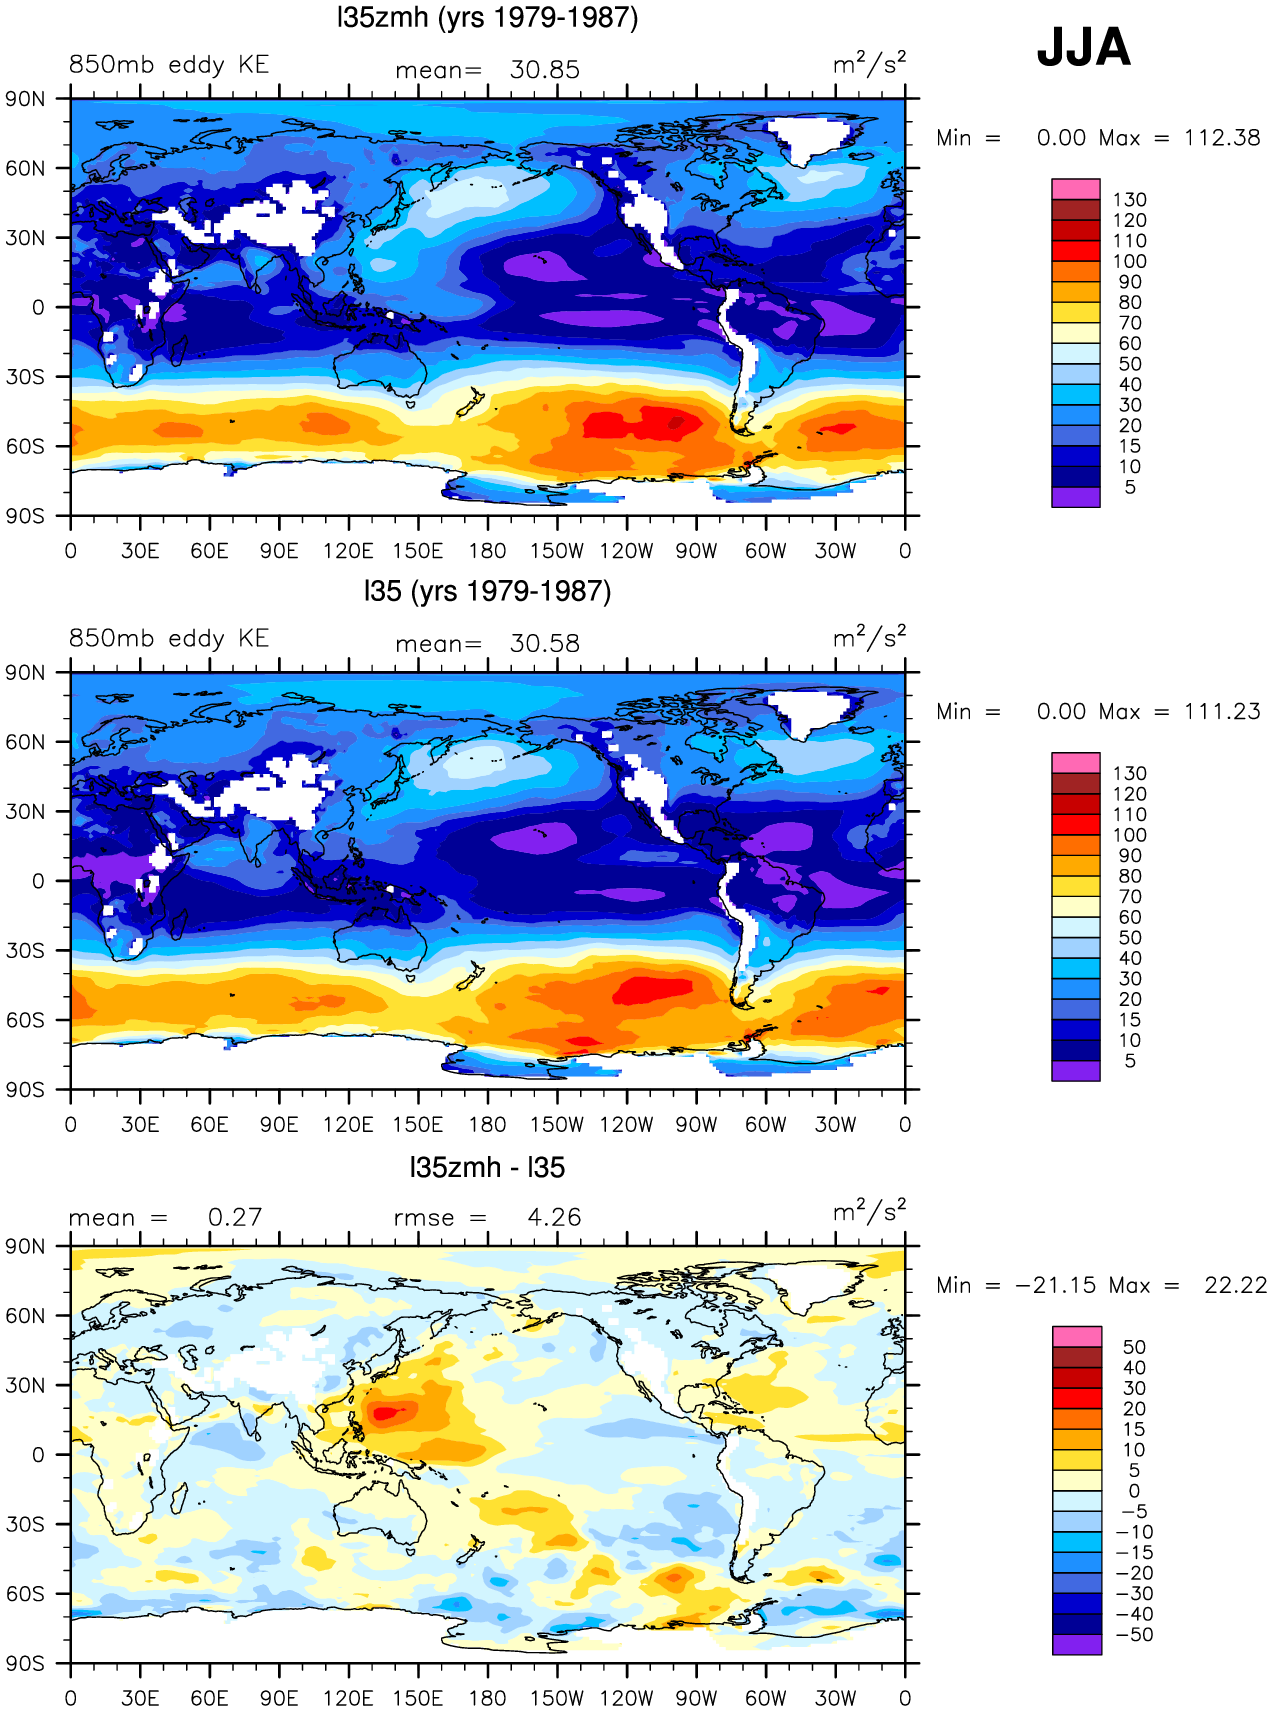 l35zmh (yrs 1979-1987)
JJA
850mb eddy KE mean= 30.85 m²/s²
Min = 0.00 Max = 112.38
90N
60N
30N
0
30S
60S
90S
0 30E 60E 90E 120E 150E 180 150W 120W 90W 60W 30W 0
130
120
110
100
90
80
70
60
50
40
30
20
15
10
5
l35 (yrs 1979-1987)
850mb eddy KE mean= 30.58 m²/s²
Min = 0.00 Max = 111.23
90N
60N
30N
0
30S
60S
90S
0 30E 60E 90E 120E 150E 180 150W 120W 90W 60W 30W 0
130
120
110
100
90
80
70
60
50
40
30
20
15
10
5
l35zmh - l35
mean = 0.27 rmse = 4.26 m²/s²
Min = −21.15 Max = 22.22
90N
60N
30N
0
30S
60S
90S
0 30E 60E 90E 120E 150E 180 150W 120W 90W 60W 30W 0
50
40
30
20
15
10
5
0
−5
−10
−15
−20
−30
−40
−50